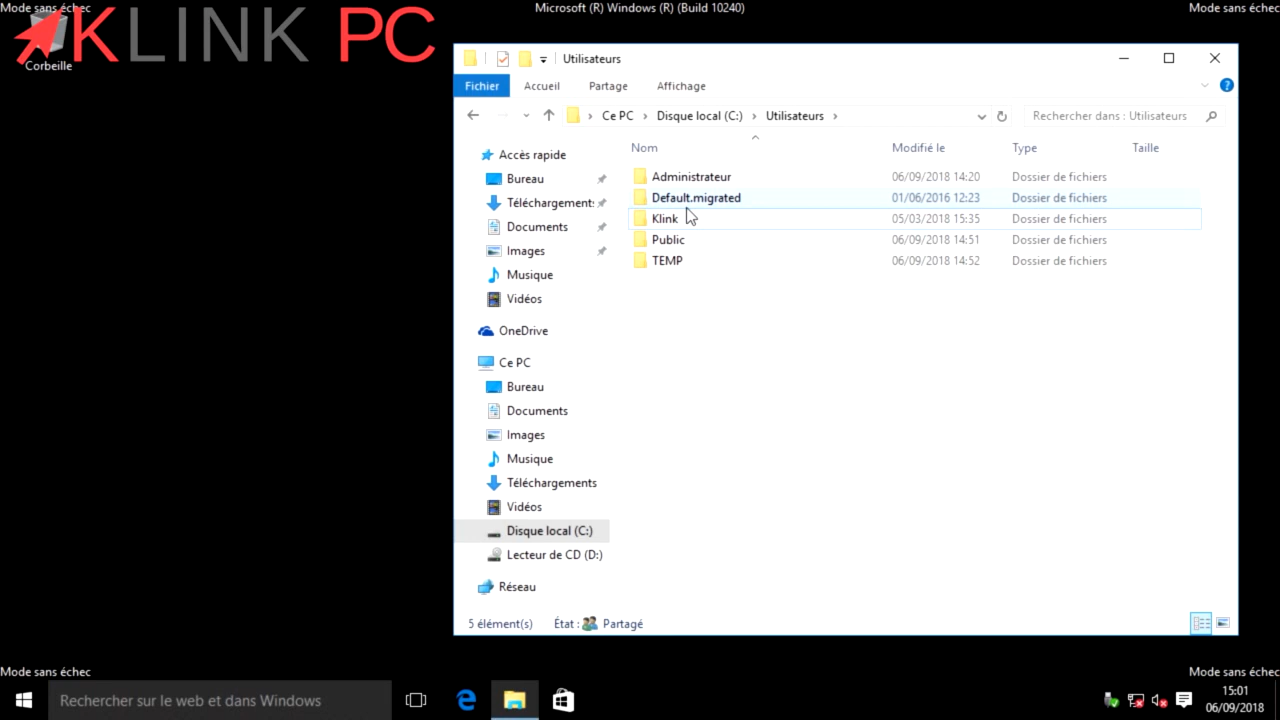 Mode sans échec
Microsoft (R) Windows (R) (Build 10240)
Mode sans échec
KLINK PC
Corbeille
Utilisateurs
Fichier
Accueil
Partage
Affichage
Ce PC > Disque local (C:) > Utilisateurs >
Rechercher dans : Utilisateurs
Nom
Modifié le
Type
Taille
Administrateur 06/09/2018 14:20 Dossier de fichiers
Default.migrated 01/06/2016 12:23 Dossier de fichiers
Klink 05/03/2018 15:35 Dossier de fichiers
Public 06/09/2018 14:51 Dossier de fichiers
TEMP 06/09/2018 14:52 Dossier de fichiers
Accès rapide
Bureau
Téléchargement:
Documents
Images
Musique
Vidéos
OneDrive
Ce PC
Bureau
Documents
Images
Musique
Téléchargements
Vidéos
Disque local (C:)
Lecteur de CD (D:)
Réseau
5 élément(s)
État : Partagé
Mode sans échec
Mode sans échec
Rechercher sur le web et dans Windows
15:01
06/09/2018